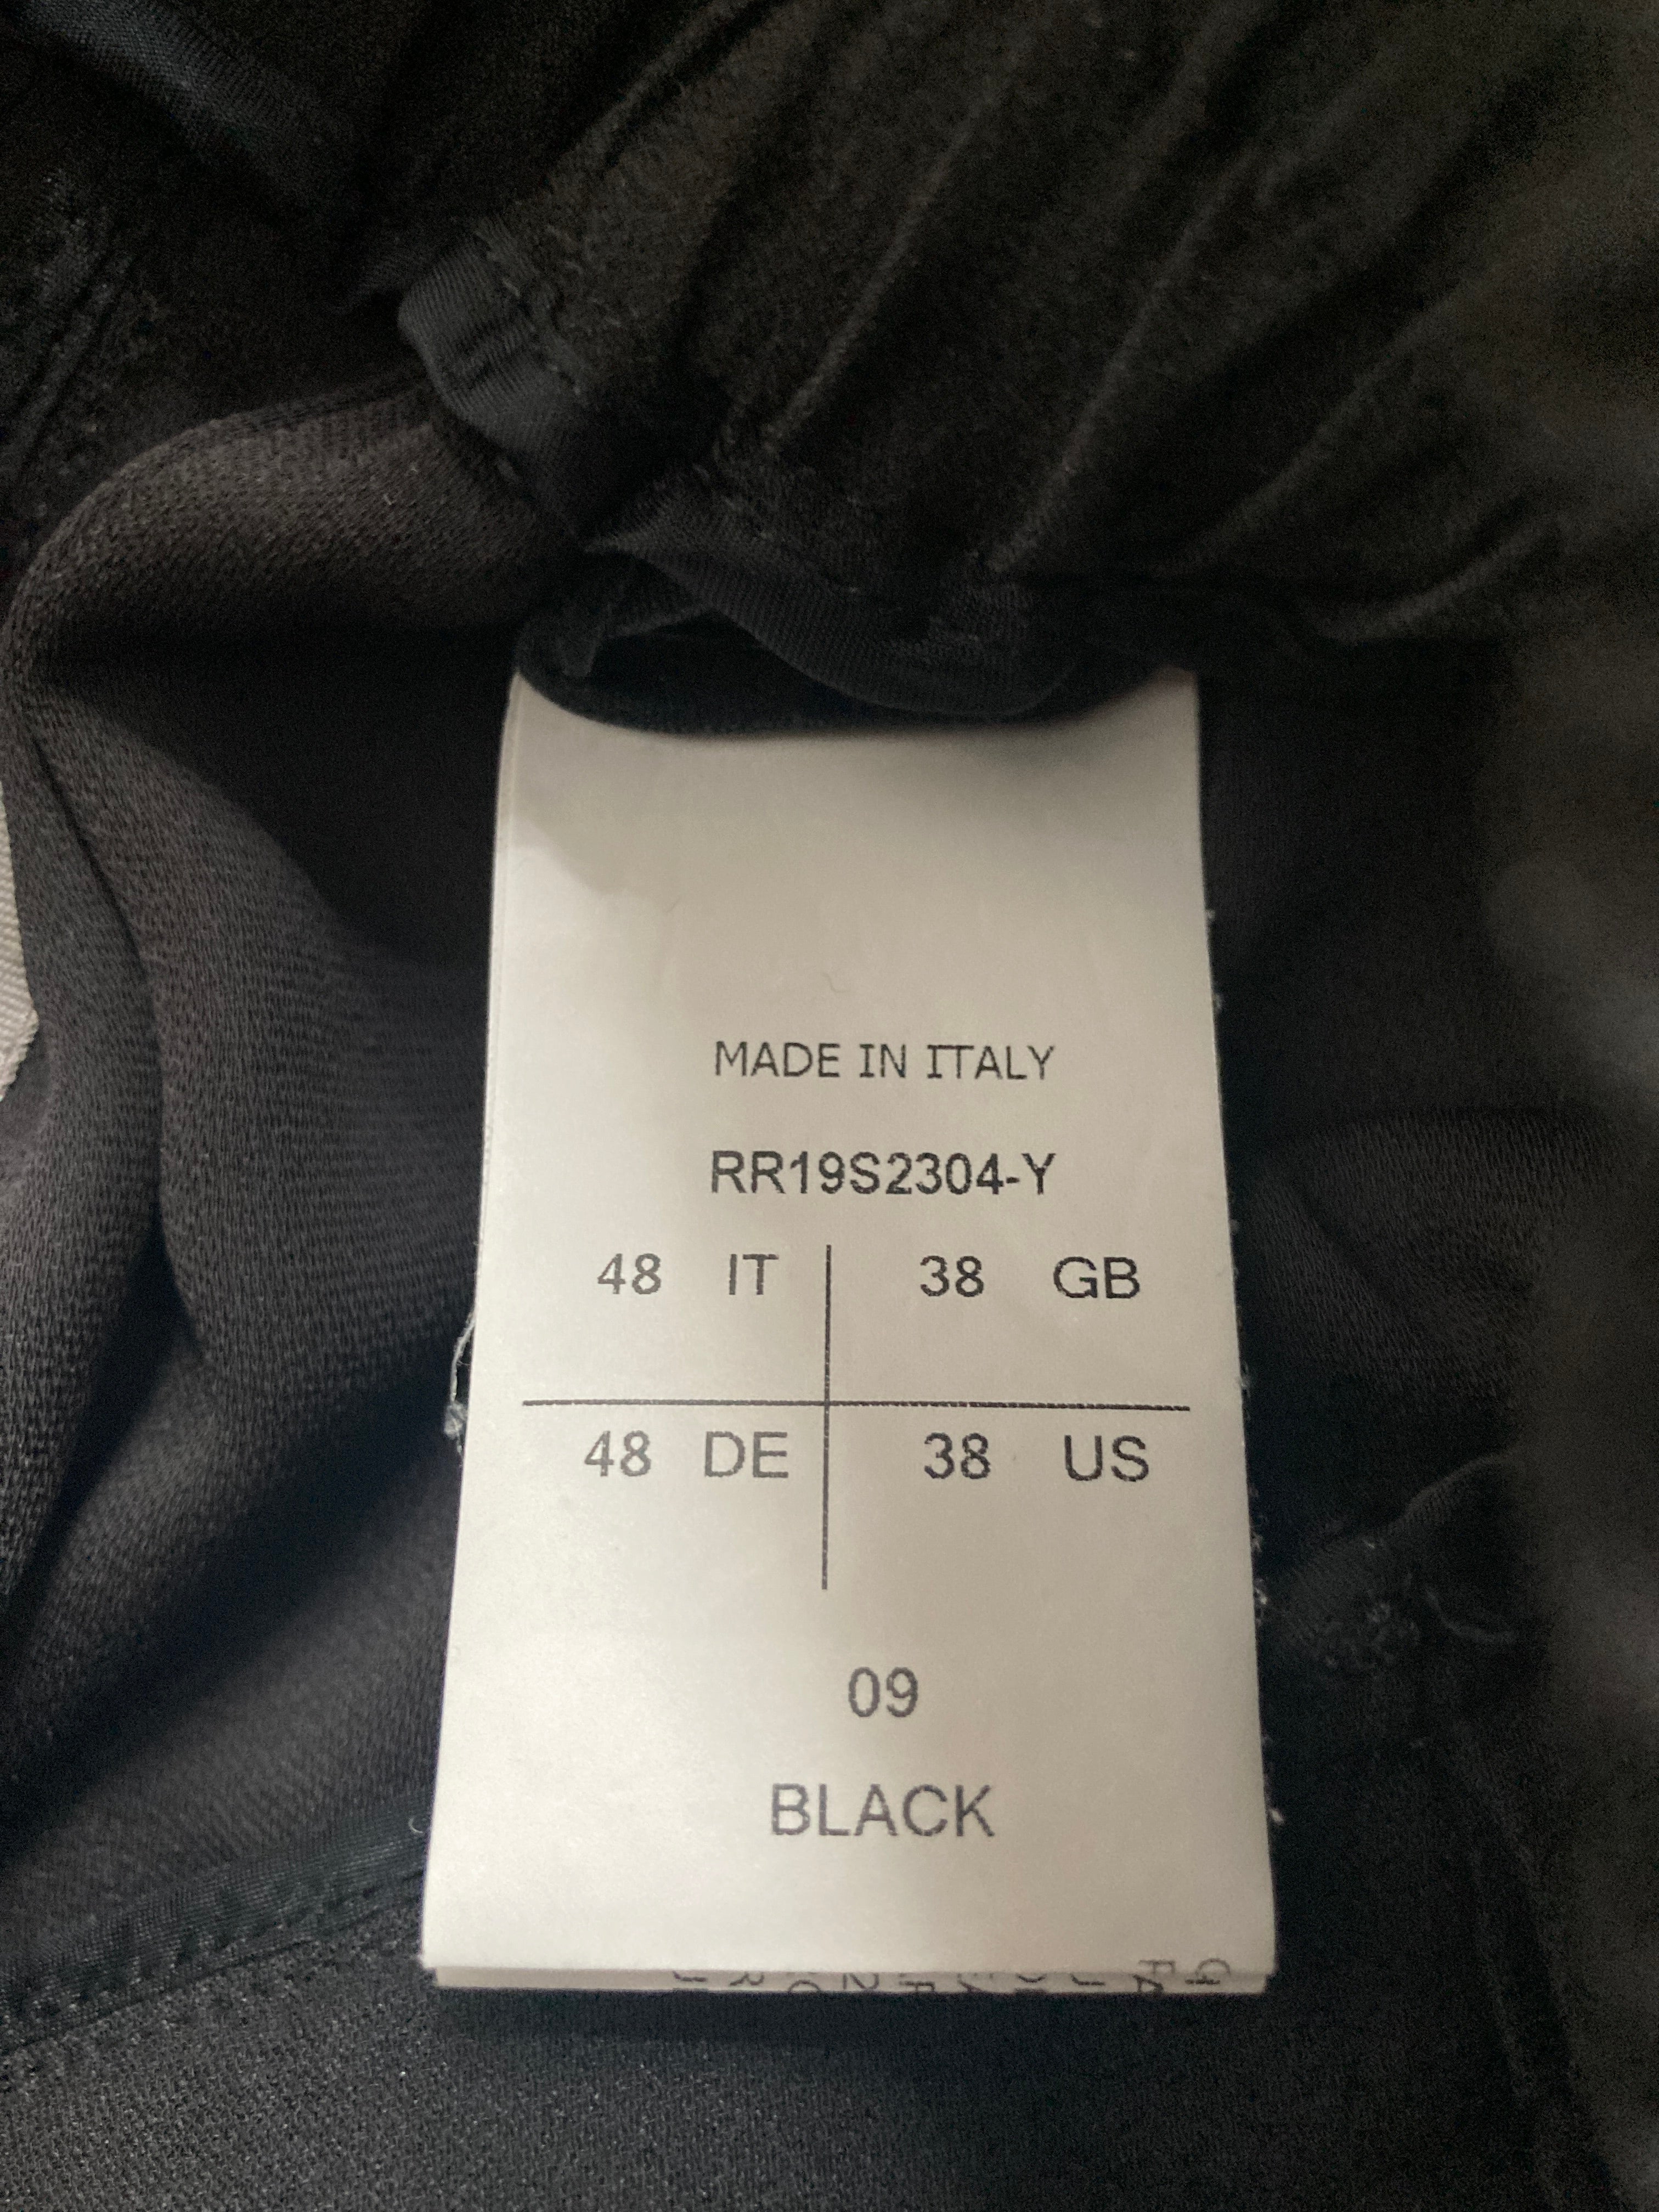 MADE IN ITALY
RR19S2304-Y
48 IT 38 GB
48 DE 38 US
09
BLACK